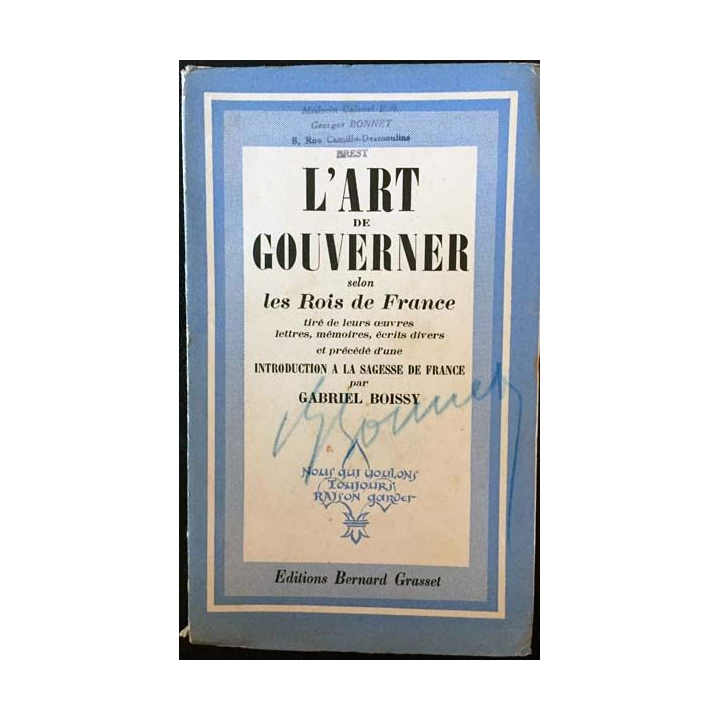 Médecin Colonel E.R.
Georges BONNET
8, Rue Camille-Desmoulins
BREST
L'ART
DE
GOUVERNER
selon
les Rois de France
tiré de leurs œuvres
lettres, mémoires, écrits divers
et précédé d'une
INTRODUCTION A LA SAGESSE DE FRANCE
par
GABRIEL BOISSY
GBonnet
Nous qui voulons
Toujours
Raison garder
Editions Bernard Grasset